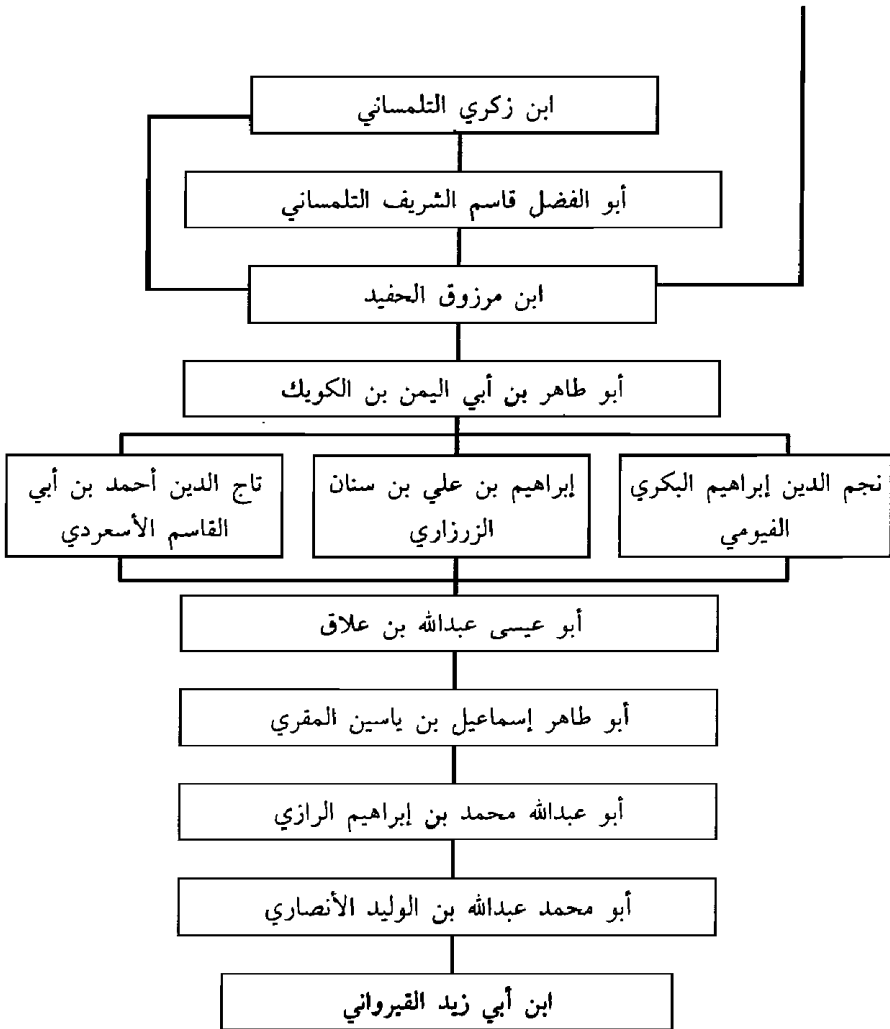 ابن زكري التلمساني
أبو الفضل قاسم الشريف التلمساني
ابن مرزوق الحفيد
أبو طاهر بن أبي اليمن بن الكويك
نجم الدين إبراهيم البكري
الفيومي
إبراهيم بن علي بن سنان
الزرزاري
تاج الدين أحمد بن أبي
القاسم الأسعردي
أبو عيسى عبدالله بن علاق
أبو طاهر إسماعيل بن ياسين المقري
أبو عبدالله محمد بن إبراهيم الرازي
أبو محمد عبدالله بن الوليد الأنصاري
ابن أبي زيد القيرواني